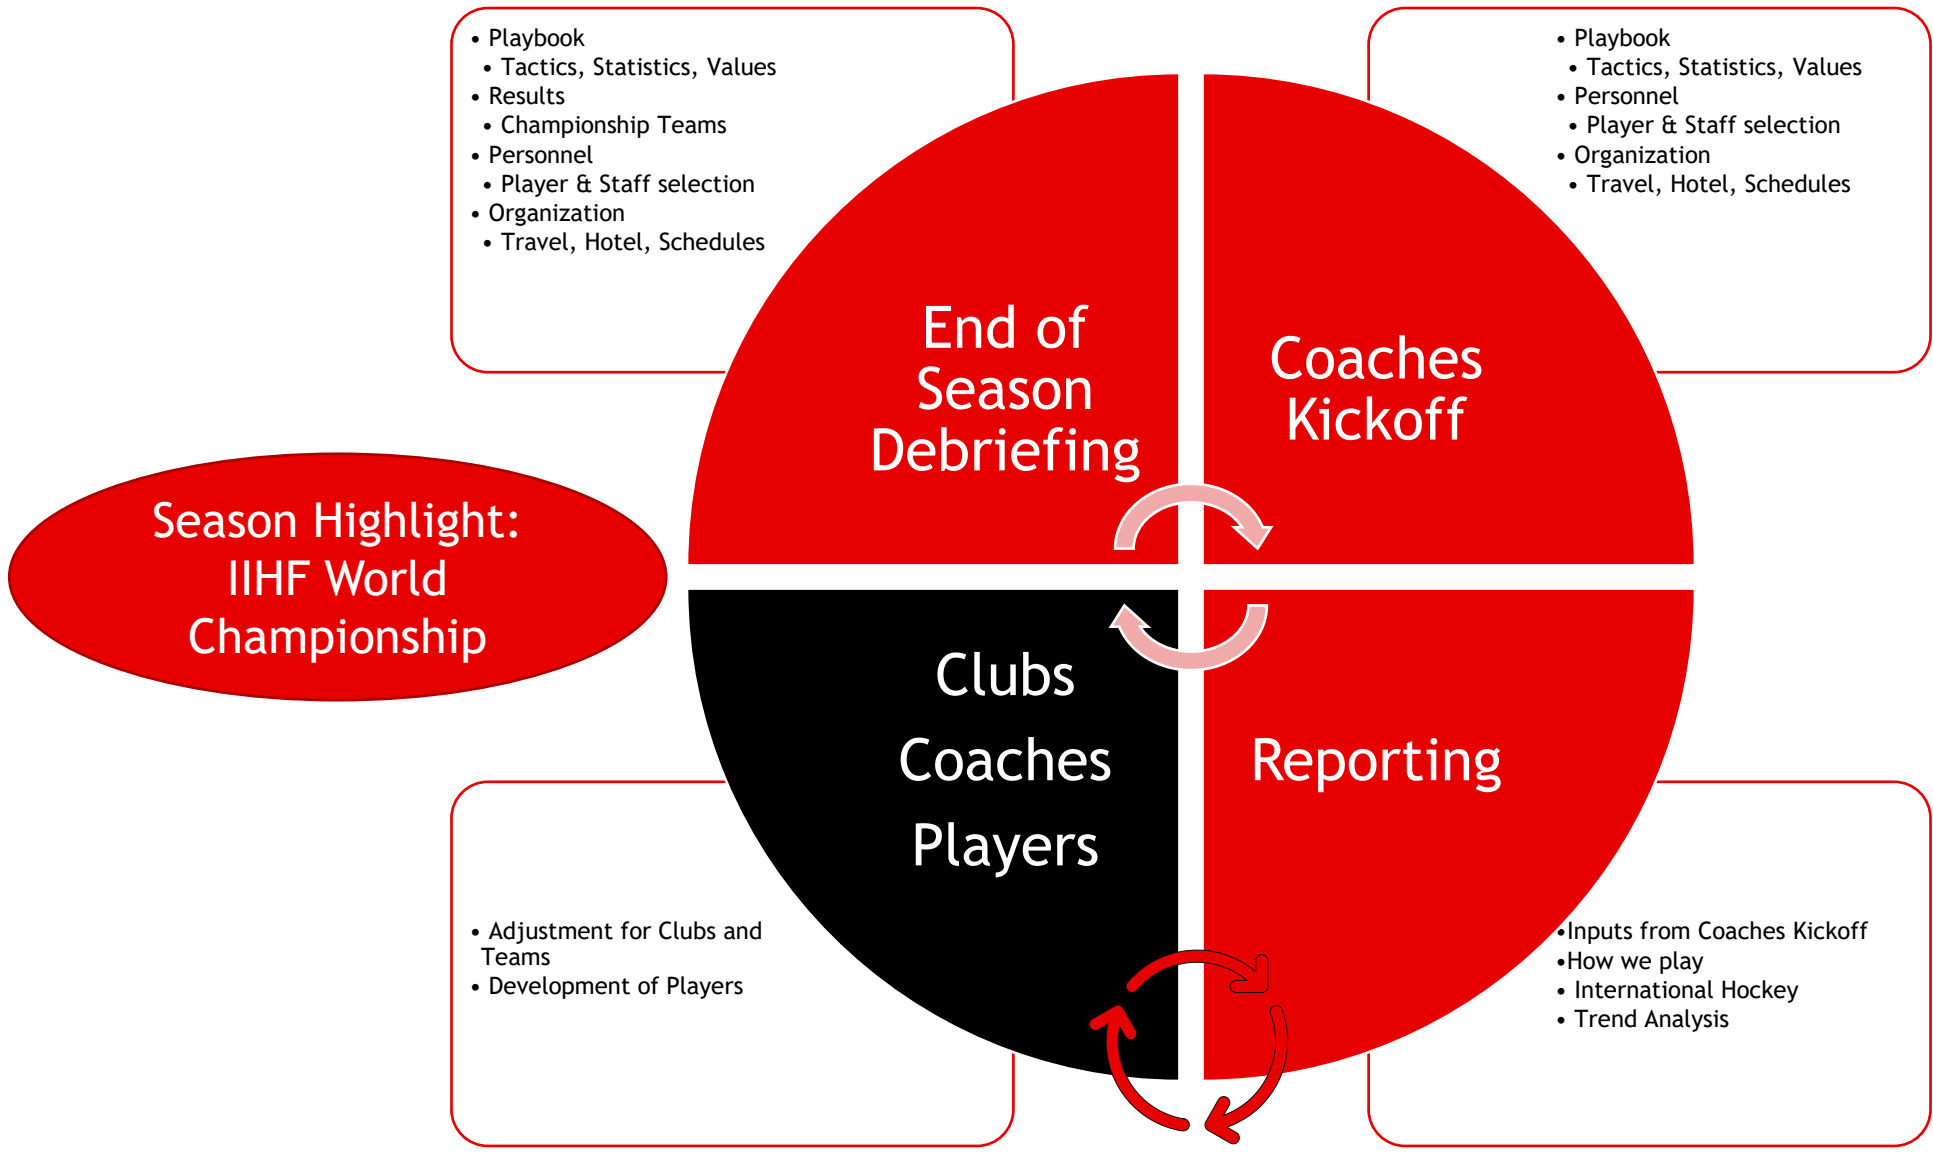 • Playbook
• Tactics, Statistics, Values
• Results
• Championship Teams
• Personnel
• Player & Staff selection
• Organization
• Travel, Hotel, Schedules
• Playbook
• Tactics, Statistics, Values
• Personnel
• Player & Staff selection
• Organization
• Travel, Hotel, Schedules
End of
Season
Debriefing
Coaches
Kickoff
Season Highlight:
IIHF World
Championship
Clubs
Coaches
Players
Reporting
• Adjustment for Clubs and
Teams
• Development of Players
•Inputs from Coaches Kickoff
•How we play
• International Hockey
• Trend Analysis